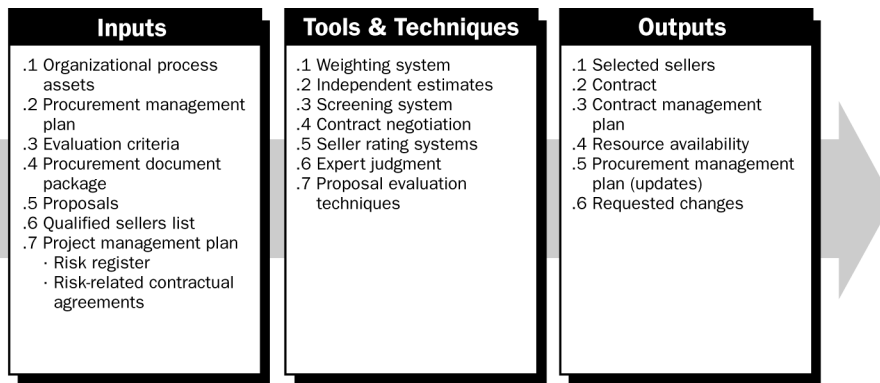 Inputs
.1 Organizational process
assets
.2 Procurement management
plan
.3 Evaluation criteria
.4 Procurement document
package
.5 Proposals
.6 Qualified sellers list
.7 Project management plan
· Risk register
· Risk-related contractual
agreements
Tools & Techniques
.1 Weighting system
.2 Independent estimates
.3 Screening system
.4 Contract negotiation
.5 Seller rating systems
.6 Expert judgment
.7 Proposal evaluation
techniques
Outputs
.1 Selected sellers
.2 Contract
.3 Contract management
plan
.4 Resource availability
.5 Procurement management
plan (updates)
.6 Requested changes